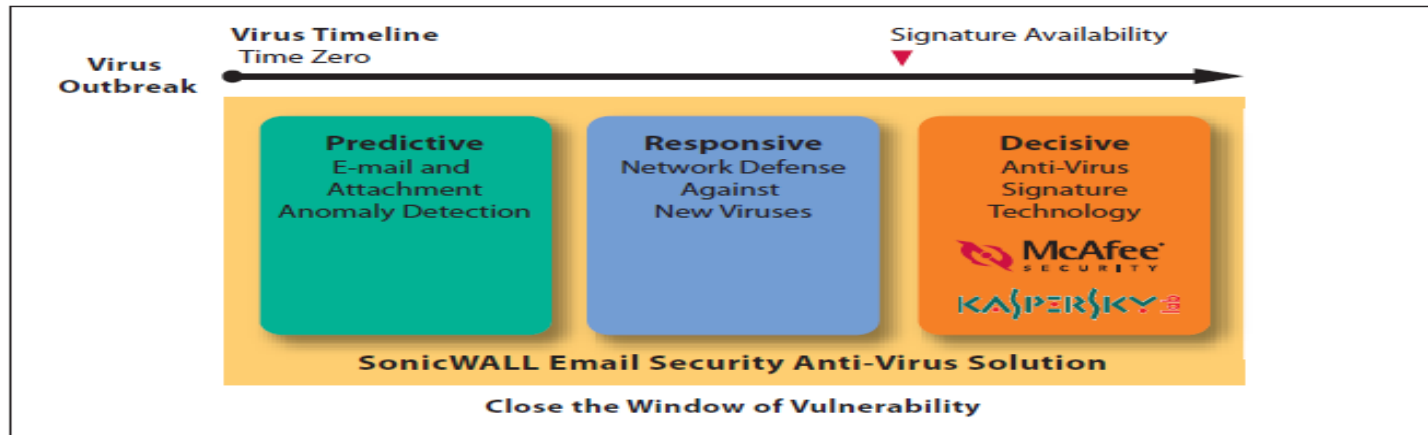 Virus Timeline
Time Zero
Signature Availability
Virus
Outbreak
Predictive
E-mail and
Attachment
Anomaly Detection
Responsive
Network Defense
Against
New Viruses
Decisive
Anti-Virus
Signature
Technology
McAfee
SECURITY
KASPERSKY
SonicWALL Email Security Anti-Virus Solution
Close the Window of Vulnerability